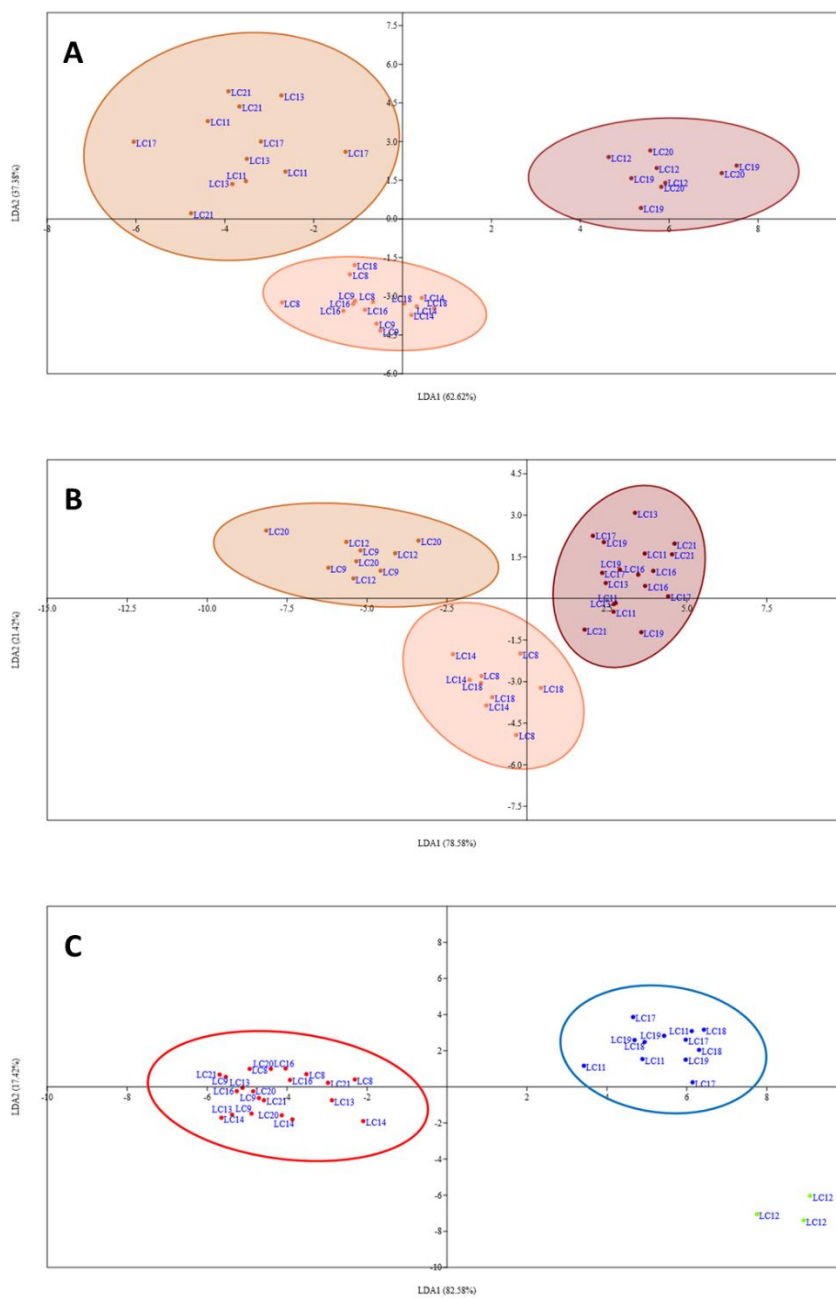 A
7.5
6.0
4.5
3.0
1.5
0.0
-1.5
-3.0
-4.5
-6.0
-8
-6
-4
-2
2
4
6
8
LC21
LC13
LC21
LC11
LC17
LC17
LC17
LC13
LC11
LC11
LC13
LC21
LC20
LC12
LC12
LC19
LC20
LC19
LC12
LC20
LC19
LC18
LC8
LC8
LC9
LC8
LC18
LC14
LC18
LC16
LC16
LC16
LC14
LC14
LC9
LC9
LDA2 (37.38%)
LDA1 (62.62%)
B
4.5
3.0
1.5
-1.5
-3.0
-4.5
-6.0
-7.5
-15.0
-12.5
-10.0
-7.5
-5.0
-2.5
2.5
5.0
7.5
LC20
LC20
LC12
LC9
LC12
LC20
LC9
LC9
LC12
LC13
LC17
LC19
LC21
LC11
LC21
LC19
LC16
LC16
LC17
LC13
LC16
LC17
LC11
LC13
LC11
LC21
LC19
LC14
LC8
LC8
LC14
LC18
LC18
LC18
LC14
LC8
LDA2 (21.42%)
LDA1 (78.58%)
C
8
6
4
2
-2
-4
-6
-8
-10
-8
-6
-4
-2
2
4
6
8
LC20
LC16
LC8
LC21
LC9
LC8
LC16
LC21
LC8
LC13
LC16
LC20
LC9
LC21
LC13
LC13
LC9
LC14
LC20
LC14
LC14
LC17
LC11
LC18
LC19
LC19
LC17
LC18
LC18
LC11
LC11
LC19
LC17
LC12
LC12
LC12
LDA2 (17.42%)
LDA1 (82.58%)